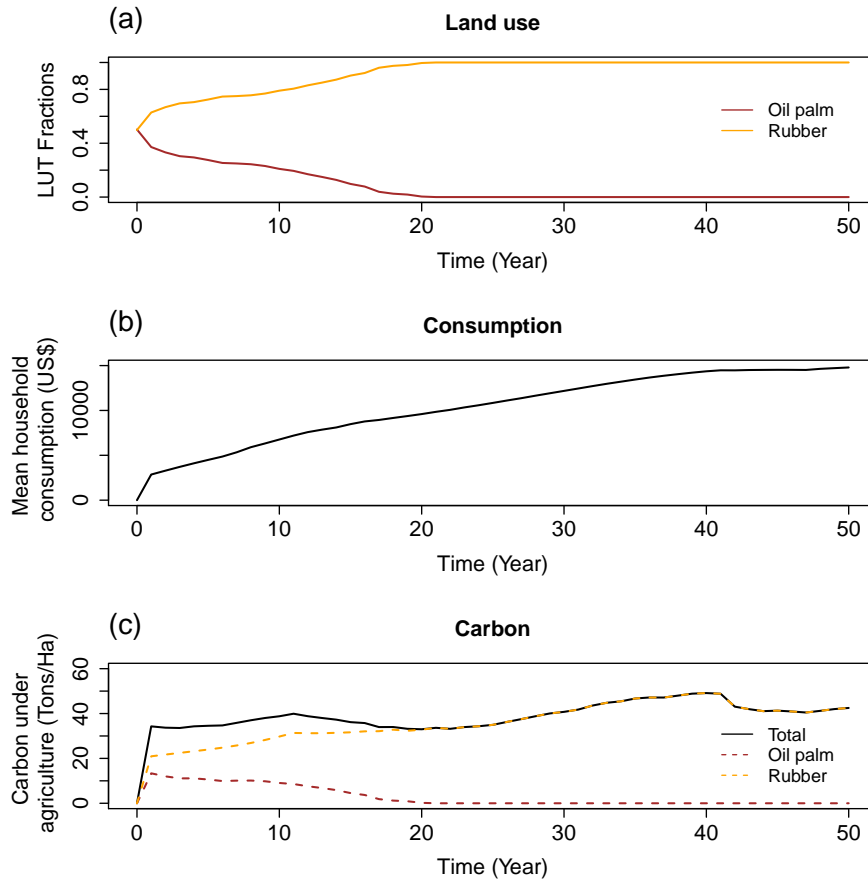 (a)
Land use
LUT Fractions
0.0 0.4 0.8
Oil palm
Rubber
0 10 20 30 40 50
Time (Year)
(b)
Consumption
Mean household
consumption (US$)
0 10000
0 10 20 30 40 50
Time (Year)
(c)
Carbon
Carbon under
agriculture (Tons/Ha)
0 20 40 60
Total
Oil palm
Rubber
0 10 20 30 40 50
Time (Year)